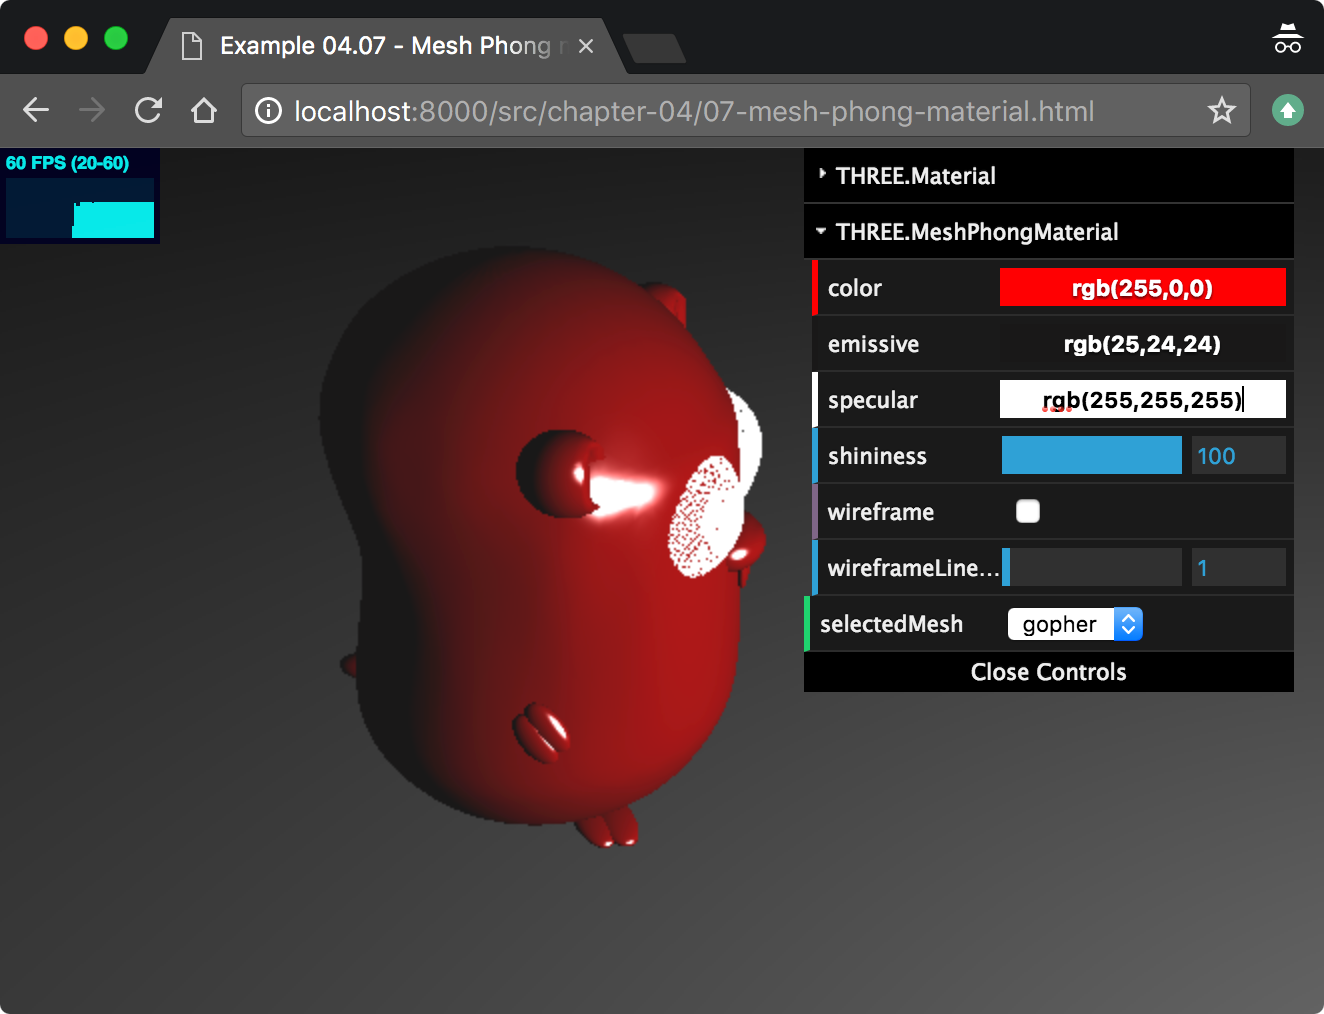 Example 04.07 - Mesh Phong
localhost:8000/src/chapter-04/07-mesh-phong-material.html
60 FPS (20-60)
THREE.Material
THREE.MeshPhongMaterial
color rgb(255,0,0)
emissive rgb(25,24,24)
specular rgb(255,255,255)
shininess 100
wireframe
wireframeLine... 1
selectedMesh gopher
Close Controls